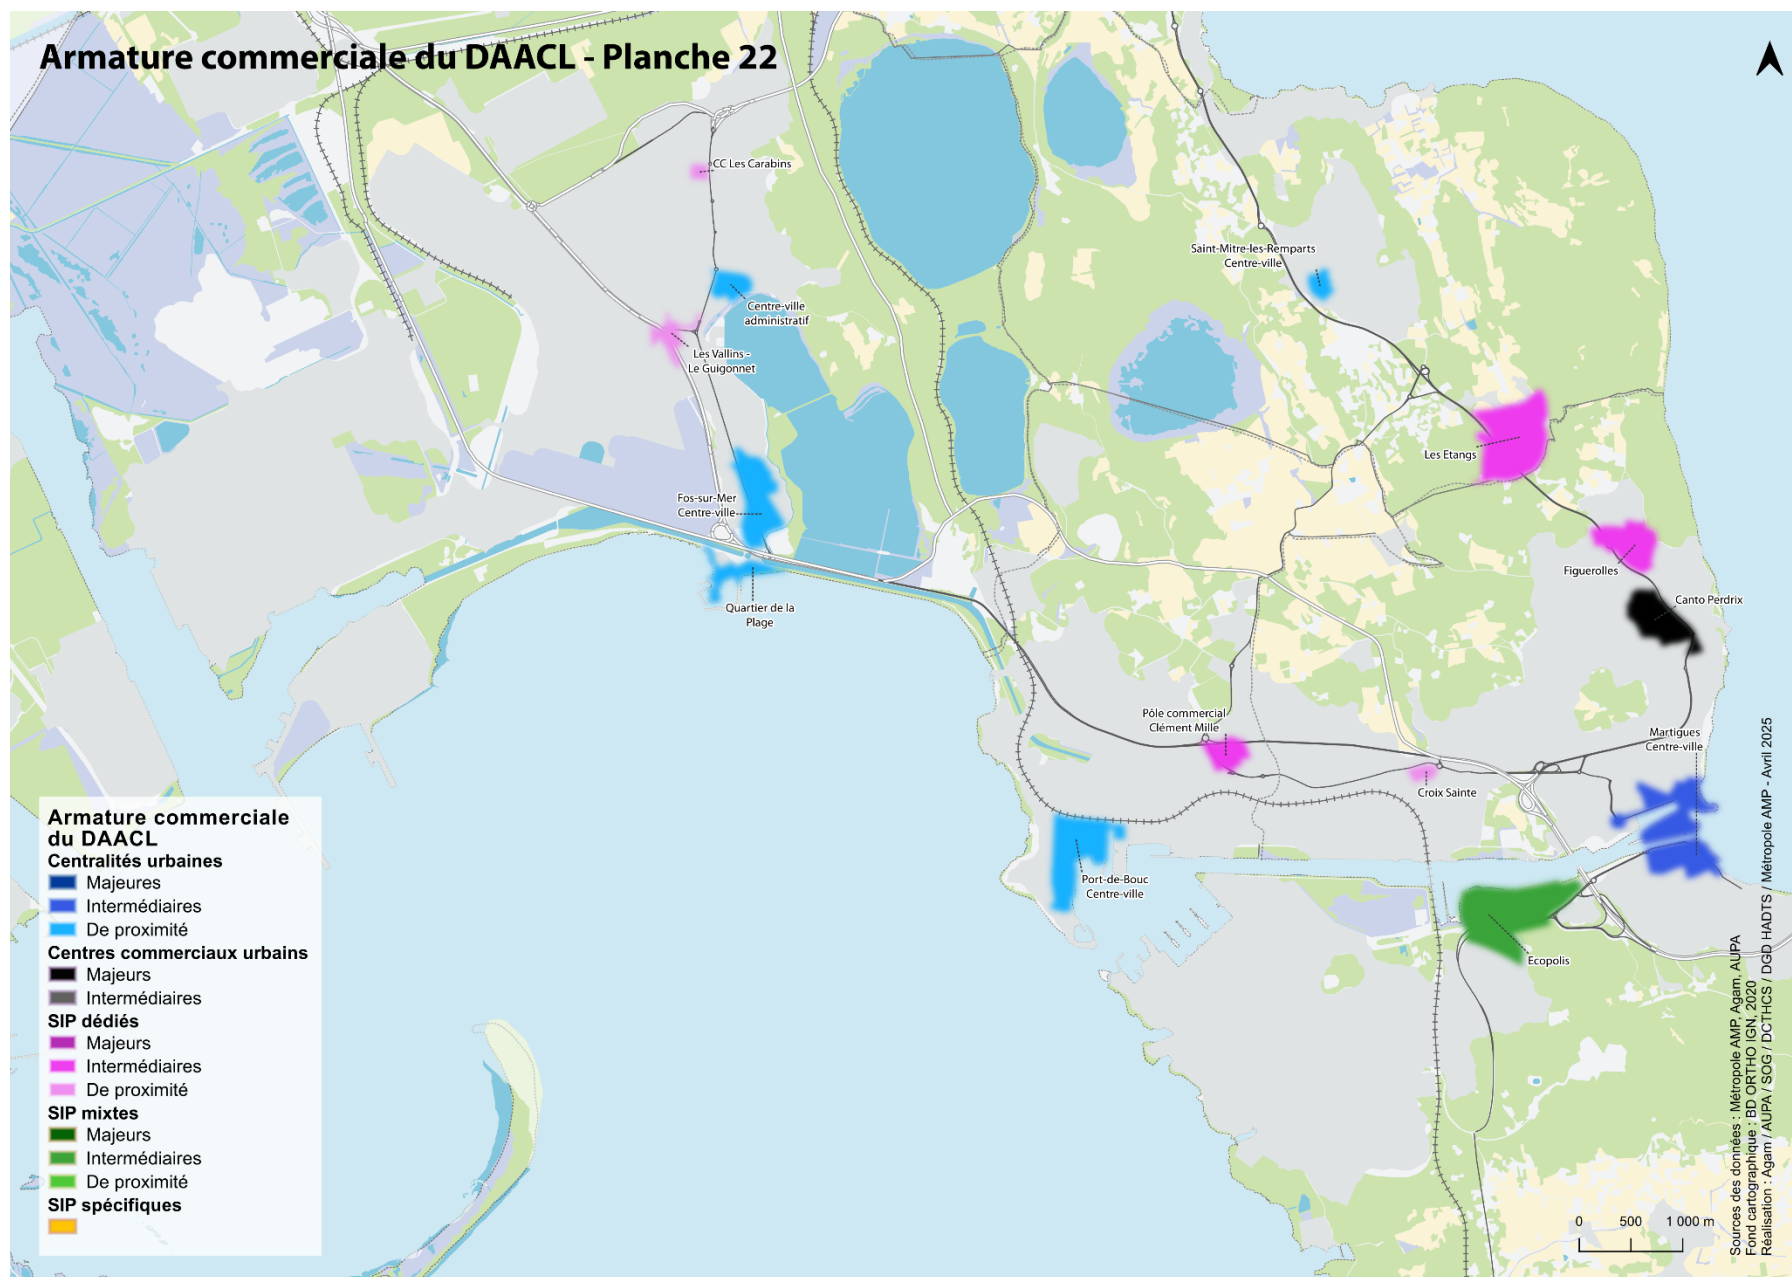 Armature commerciale du DAACL - Planche 22
CC Les Carabins
Saint-Mitre-les-Remparts
Centre-ville
Centre-ville
administratif
Les Vallins -
Le Guigonnet
Les Etangs
Fos-sur-Mer
Centre-ville
Figuerolles
Canto Perdrix
Quartier de la
Plage
Pôle commercial
Clément Mille
Martigues
Centre-ville
Croix Sainte
Port-de-Bouc
Centre-ville
Ecopolis
Armature commerciale
du DAACL
Centralités urbaines
Majeures
Intermédiaires
De proximité
Centres commerciaux urbains
Majeurs
Intermédiaires
SIP dédiés
Majeurs
Intermédiaires
De proximité
SIP mixtes
Majeurs
Intermédiaires
De proximité
SIP spécifiques
0 500 1 000 m
Sources des données : Métropole AMP, Agam, AUPA
Fond cartographique : BD ORTHO IGN, 2020
Réalisation : Agam / AUPA / SOG / DCTHCS / DGD HADTS / Métropole AMP - Avril 2025